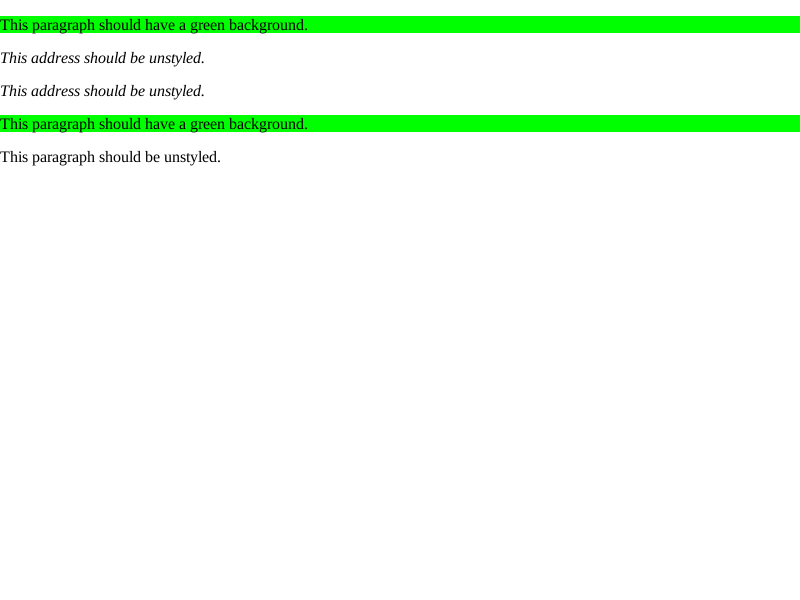 This paragraph should have a green background.
This address should be unstyled.
This address should be unstyled.
This paragraph should have a green background.
This paragraph should be unstyled.